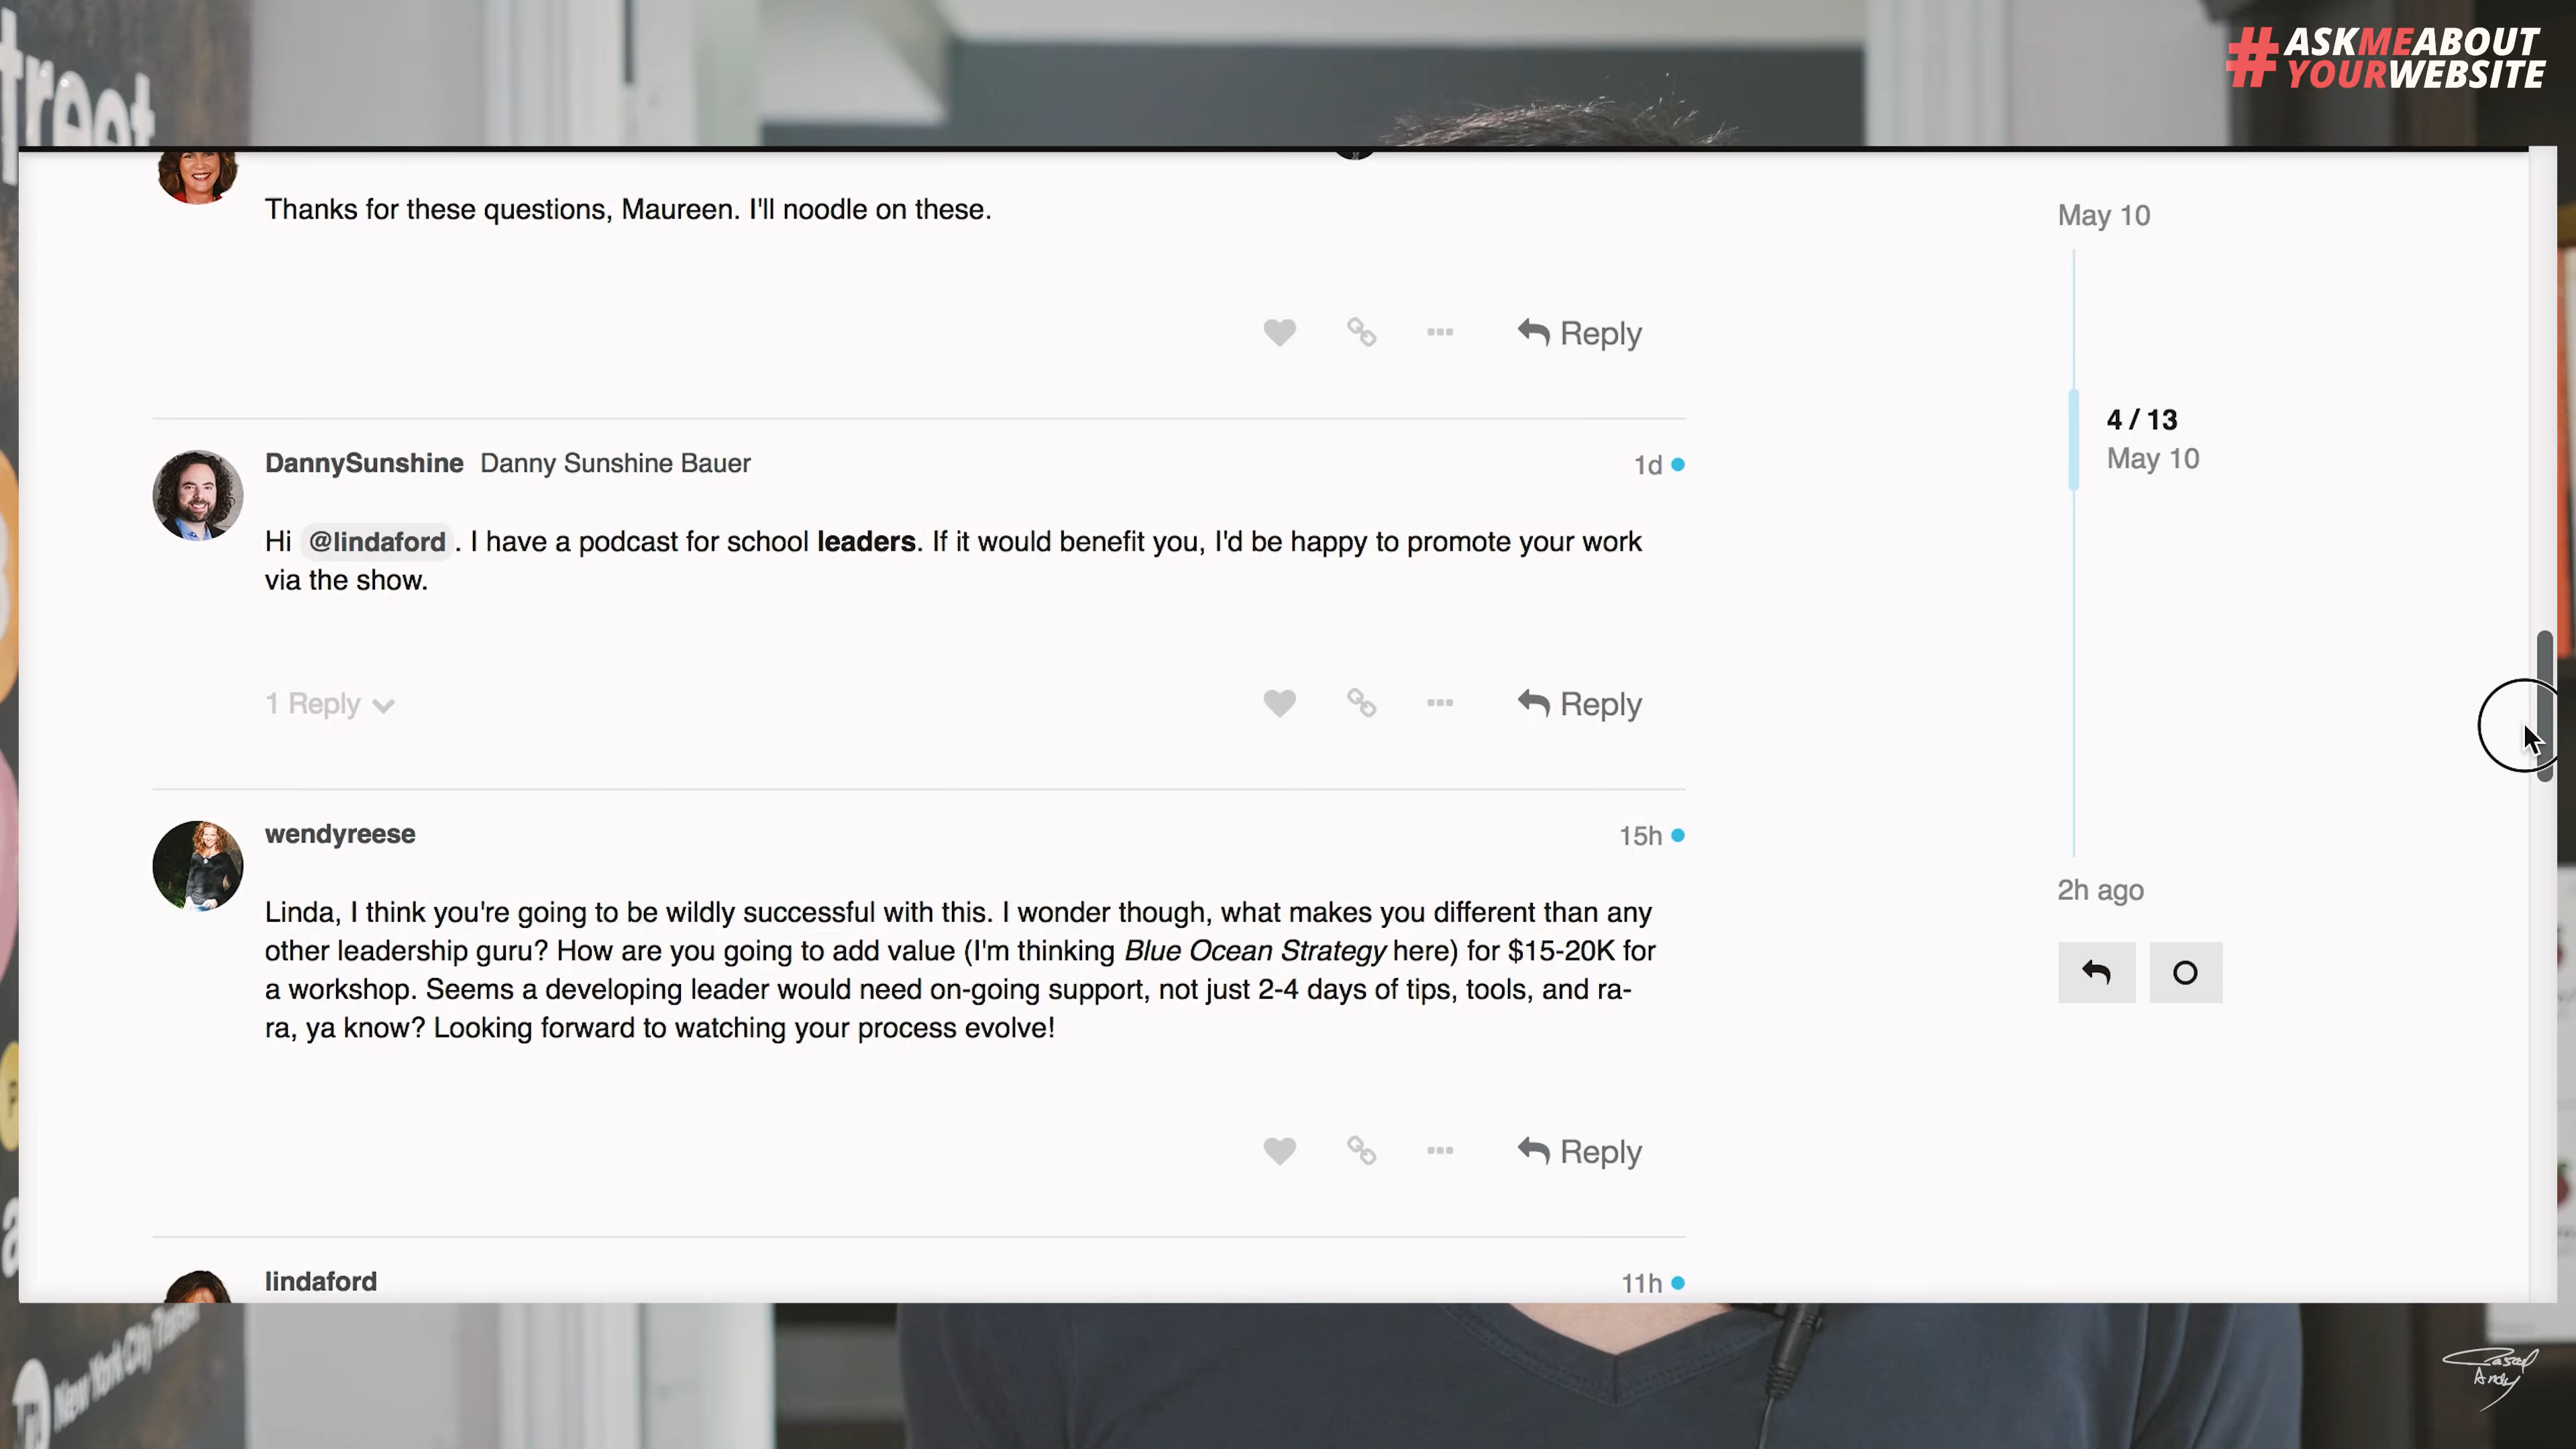 treet
#ASKMEABOUT
YOURWEBSITE
Thanks for these questions, Maureen. I'll noodle on these.
Reply
May 10
4 / 13
May 10
DannySunshine Danny Sunshine Bauer
1d
Hi @lindaford . I have a podcast for school leaders. If it would benefit you, I'd be happy to promote your work
via the show.
1 Reply
Reply
wendyreese
15h
Linda, I think you're going to be wildly successful with this. I wonder though, what makes you different than any
other leadership guru? How are you going to add value (I'm thinking Blue Ocean Strategy here) for $15-20K for
a workshop. Seems a developing leader would need on-going support, not just 2-4 days of tips, tools, and ra-
ra, ya know? Looking forward to watching your process evolve!
2h ago
Reply
lindaford
11h
New York City Transit
Andy